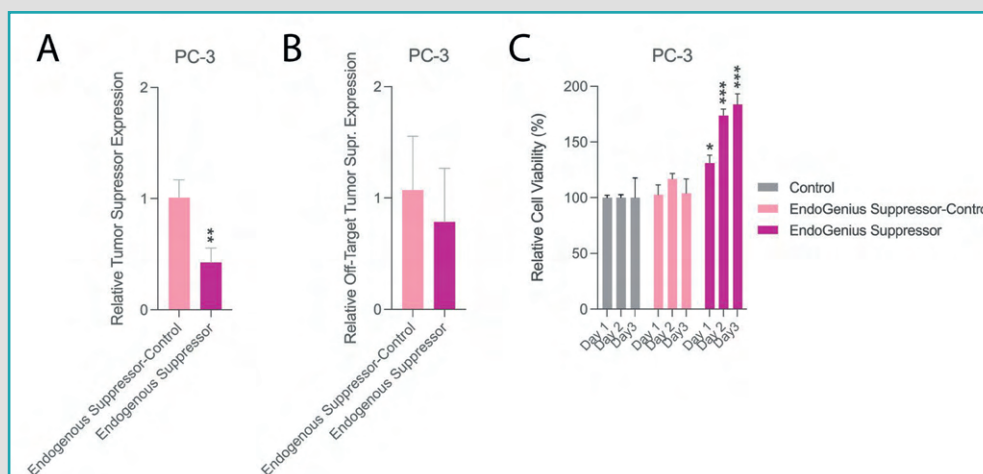 A
PC-3
Relative Tumor Supressor Expression
2
1
0
**
Endogenous Suppressor-Control
Endogenous Suppressor
B
PC-3
Relative Off-Target Tumor Supr. Expression
2
1
0
Endogenous Suppressor-Control
Endogenous Suppressor
C
PC-3
Relative Cell Viability (%)
200
150
100
50
0
*
***
***
Day 1
Day 2
Day3
Day 1
Day 2
Day3
Day 1
Day 2
Day3
Control
EndoGenius Suppressor-Contro
EndoGenius Suppressor